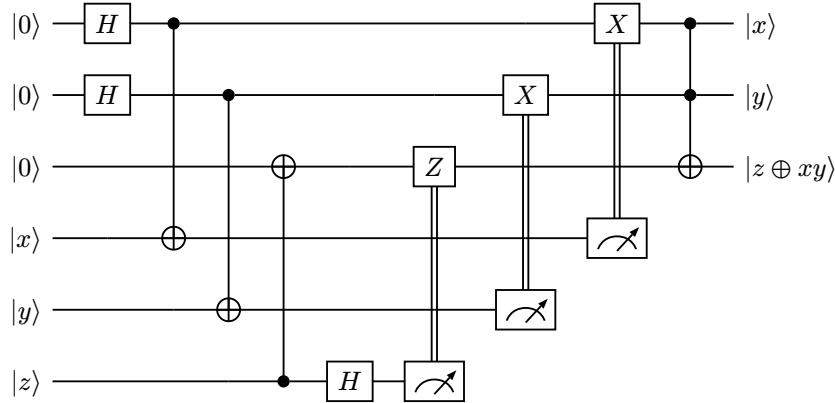 |0⟩ H X |x⟩
|0⟩ H X |y⟩
|0⟩ Z |z ⊕ xy⟩
|x⟩
|y⟩
|z⟩ H